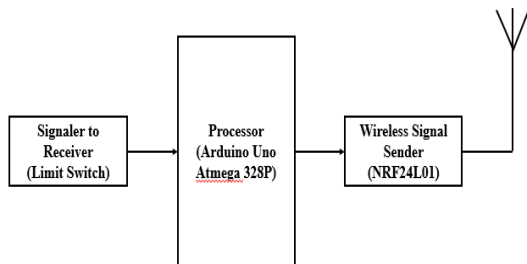 Signaler to
Receiver
(Limit Switch)
Processor
(Arduino Uno
Atmega 328P)
Wireless Signal
Sender
(NRF24L01)